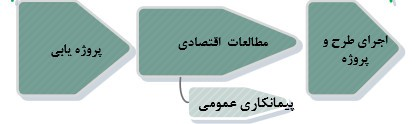 پروژه یابی
مطالعات اقتصادی
پیمانکاری عمومی
اجرای طرح و
پروژه